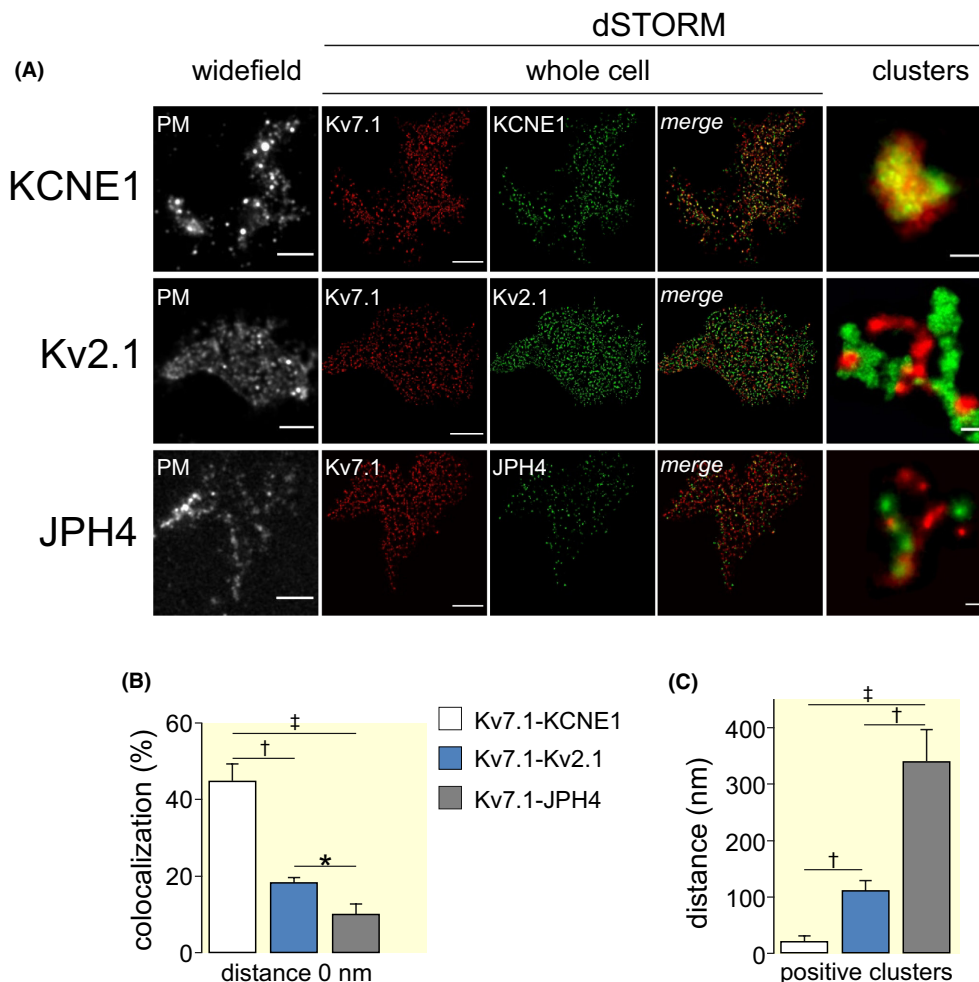 dSTORM
(A) widefield whole cell clusters
KCNE1 PM Kv7.1 KCNE1 merge
Kv2.1 PM Kv7.1 Kv2.1 merge
JPH4 PM Kv7.1 JPH4 merge
(B)
60
40
20
0
colocalization (%)
‡
†
*
distance 0 nm
Kv7.1-KCNE1
Kv7.1-Kv2.1
Kv7.1-JPH4
(C)
400
300
200
100
0
distance (nm)
‡
†
†
positive clusters